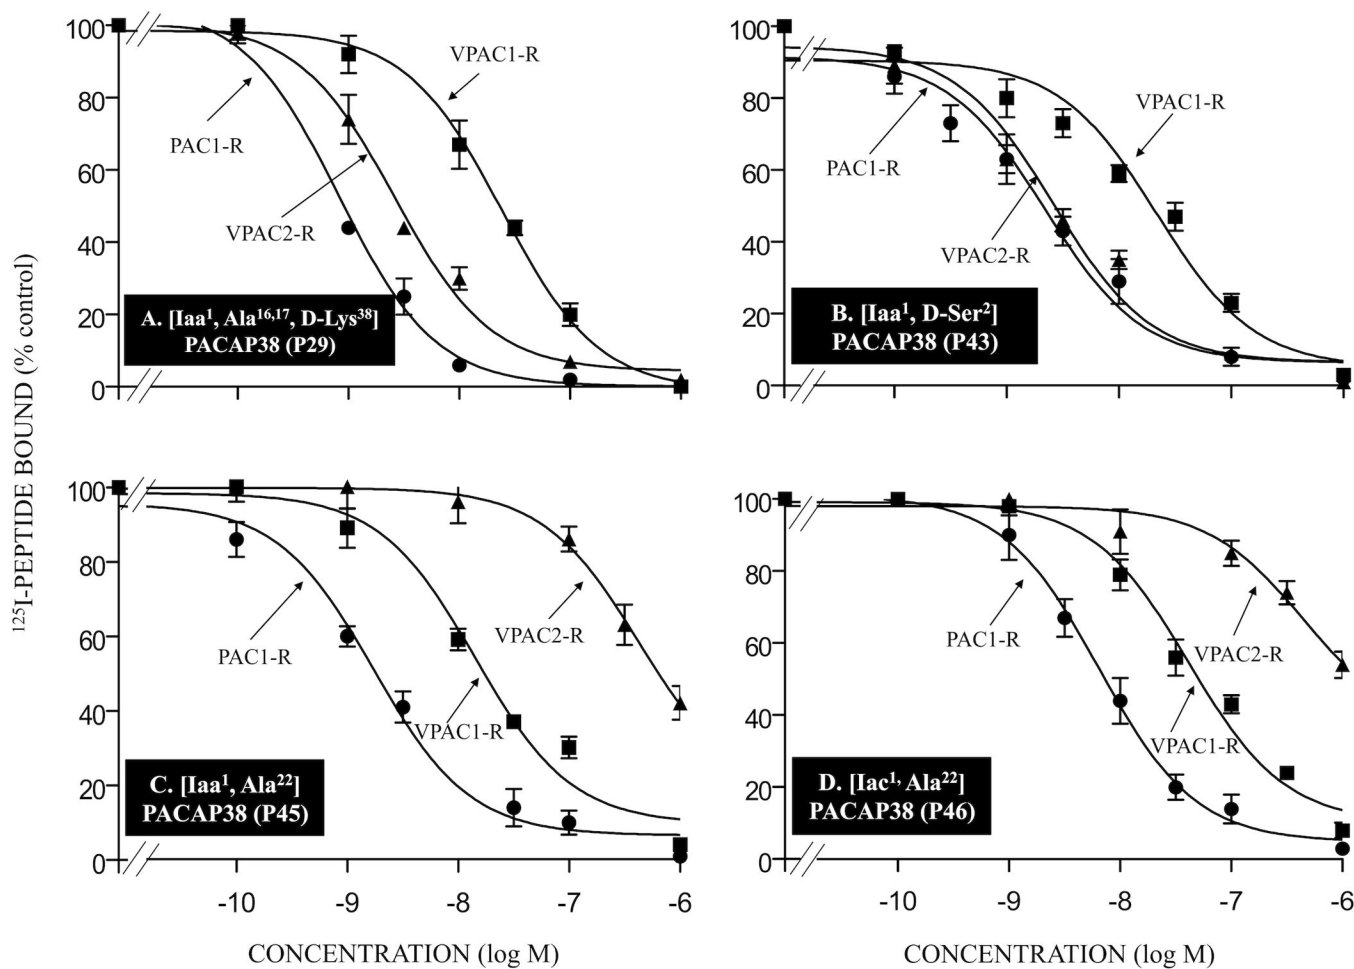 ¹²⁵I-PEPTIDE BOUND (% control)
100
80
60
40
20
0
VPAC1-R
PAC1-R
VPAC2-R
A. [Iaa¹, Ala¹⁶,¹⁷, D-Lys³⁸]
PACAP38 (P29)
100
80
60
40
20
0
VPAC1-R
PAC1-R
VPAC2-R
B. [Iaa¹, D-Ser²]
PACAP38 (P43)
100
80
60
40
20
0
VPAC2-R
PAC1-R
VPAC1-R
C. [Iaa¹, Ala²²]
PACAP38 (P45)
-10 -9 -8 -7 -6
CONCENTRATION (log M)
100
80
60
40
20
0
PAC1-R
VPAC2-R
VPAC1-R
D. [Iac¹, Ala²²]
PACAP38 (P46)
-10 -9 -8 -7 -6
CONCENTRATION (log M)